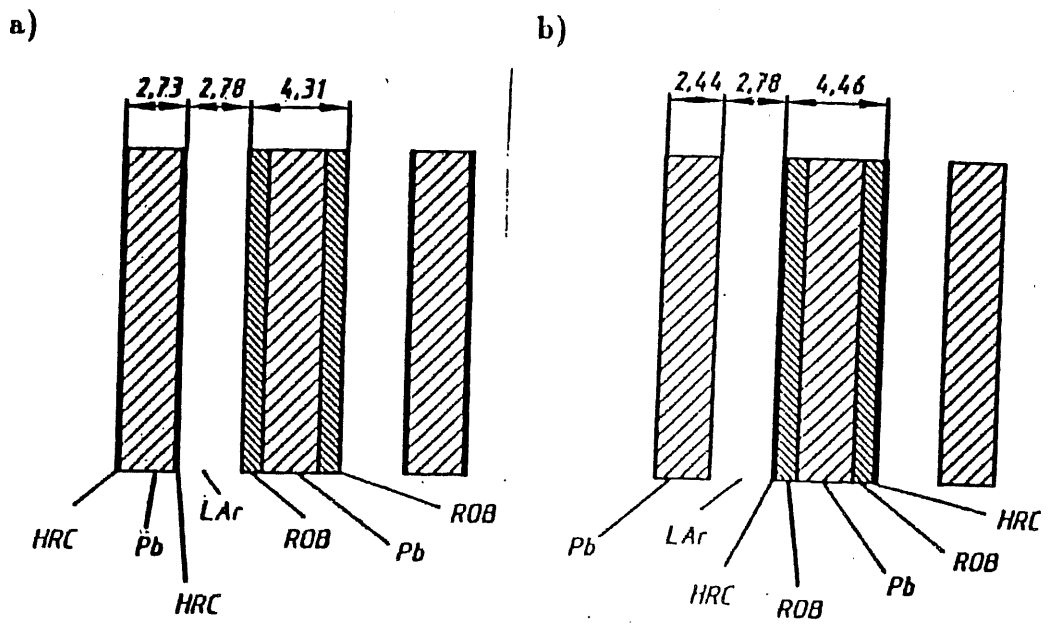 a)
2,73 2,78 4,31
HRC
Pb
HRC
LAr
ROB
Pb
ROB
b)
2,44 2,78 4,46
Pb
LAr
HRC
ROB
Pb
ROB
HRC